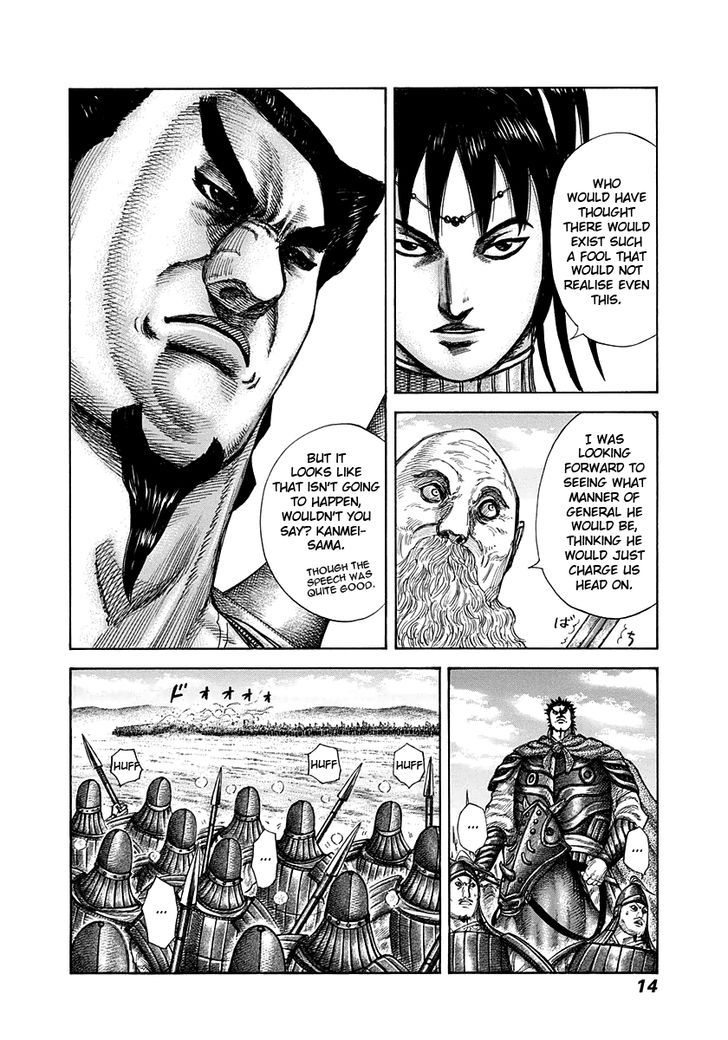 WHO
WOULD HAVE
THOUGHT
THERE WOULD
EXIST SUCH
A FOOL THAT
WOULD NOT
REALISE EVEN
THIS.
BUT IT
LOOKS LIKE
THAT ISN'T GOING
TO HAPPEN,
WOULDN'T YOU
SAY? KANMEI-
SAMA.
THOUGH THE
SPEECH WAS
QUITE GOOD.
I WAS
LOOKING
FORWARD TO
SEEING WHAT
MANNER OF
GENERAL HE
WOULD BE,
THINKING HE
WOULD JUST
CHARGE US
HEAD ON.
ぱち
...
...
ドォォォォ
HUFF
HUFF
HUFF
...
...
14